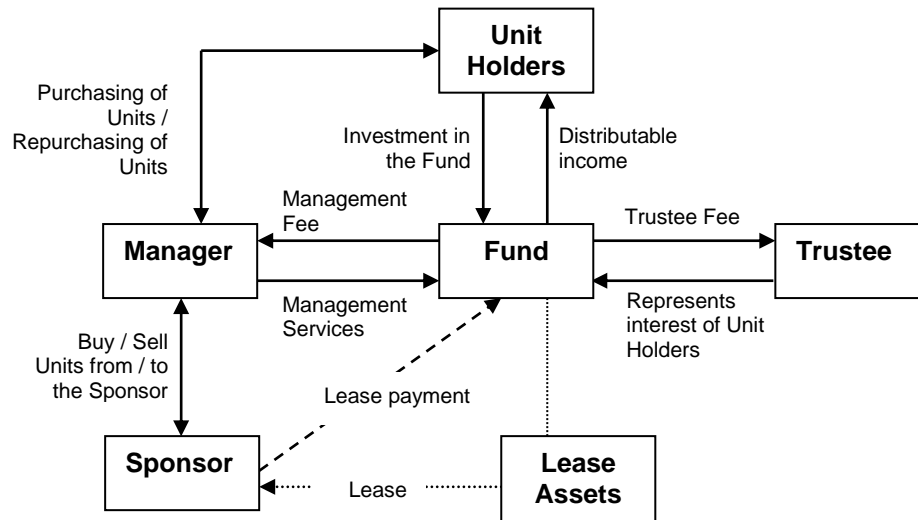 Unit
Holders
Purchasing of
Units /
Repurchasing of
Units
Investment in
the Fund
Distributable
income
Management
Fee
Trustee Fee
Manager
Fund
Trustee
Management
Services
Represents
interest of Unit
Holders
Buy / Sell
Units from / to
the Sponsor
Lease payment
Sponsor
Lease
Lease
Assets